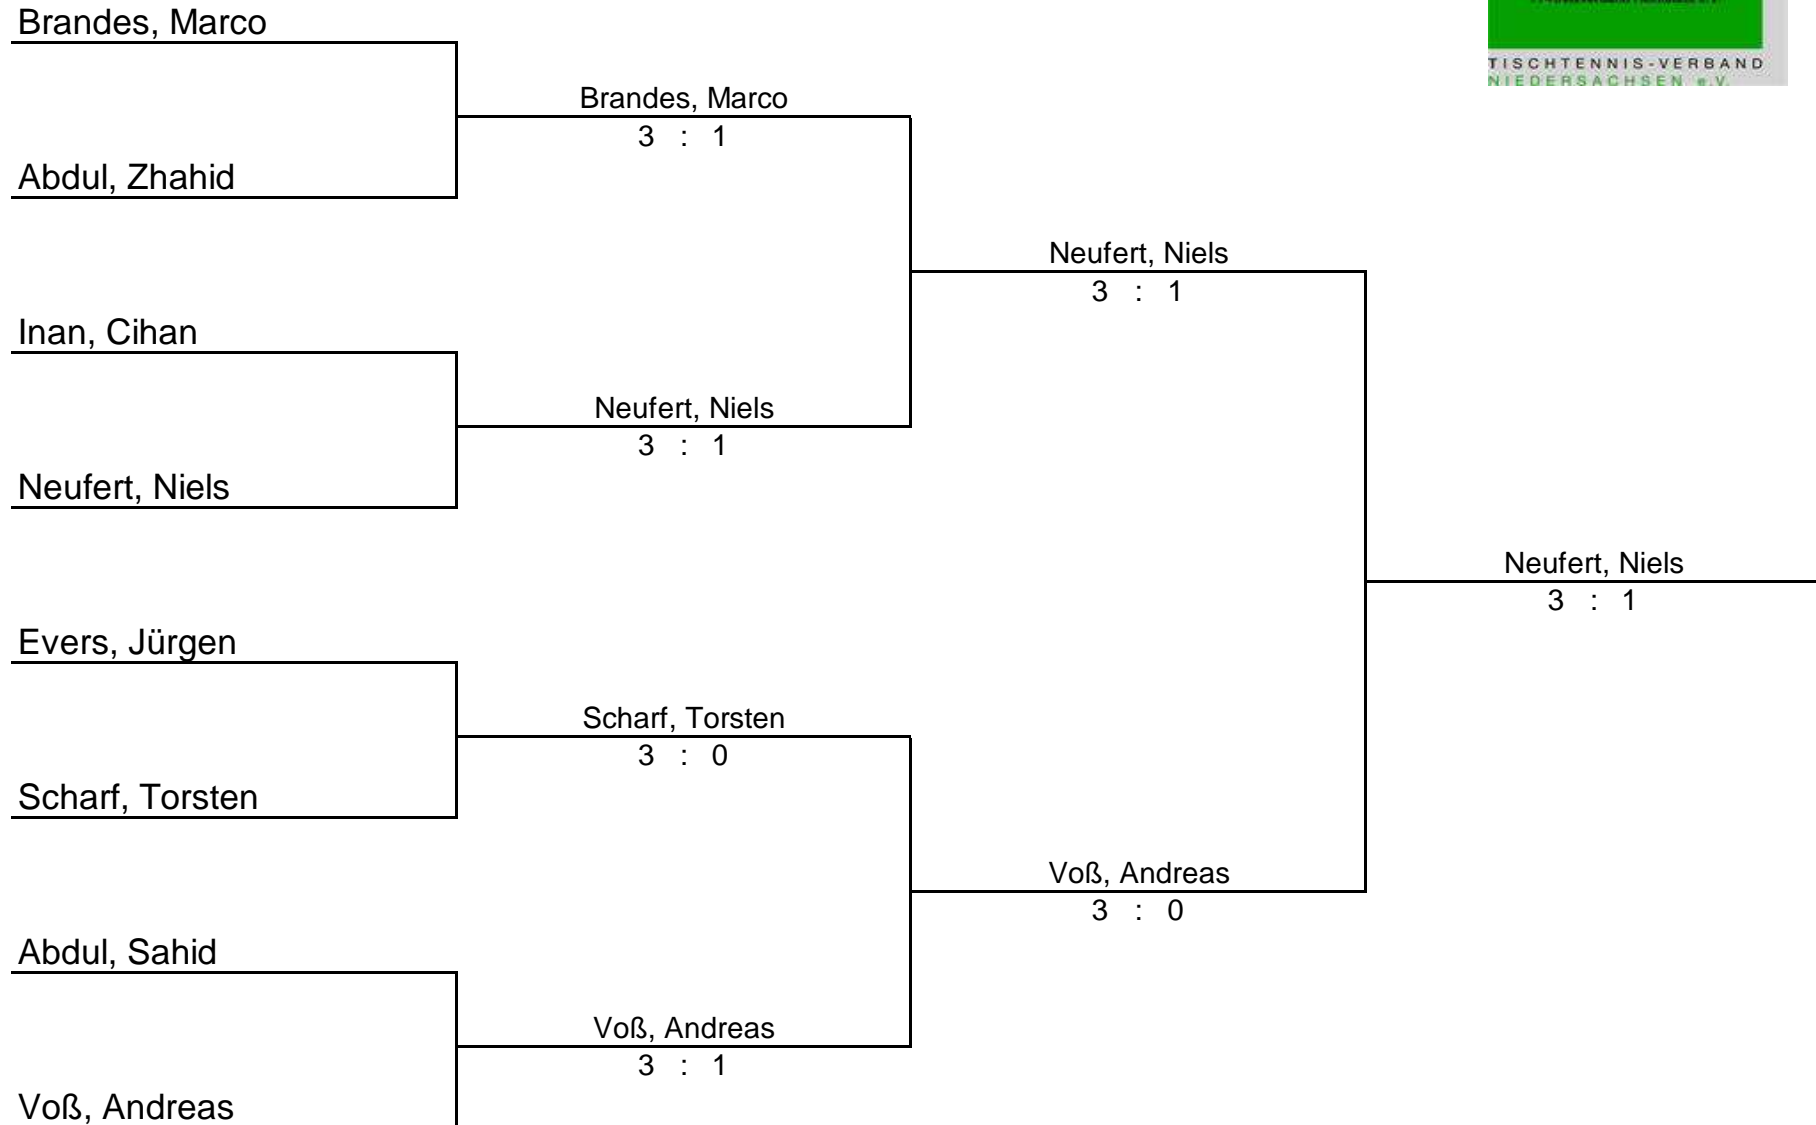 Brandes, Marco
TISCHTENNIS-VERBAND
NIEDERSACHSEN e.V.
Brandes, Marco
3 : 1
Abdul, Zhahid
Neufert, Niels
3 : 1
Inan, Cihan
Neufert, Niels
3 : 1
Neufert, Niels
Neufert, Niels
3 : 1
Evers, Jürgen
Scharf, Torsten
3 : 0
Scharf, Torsten
Voß, Andreas
3 : 0
Abdul, Sahid
Voß, Andreas
3 : 1
Voß, Andreas